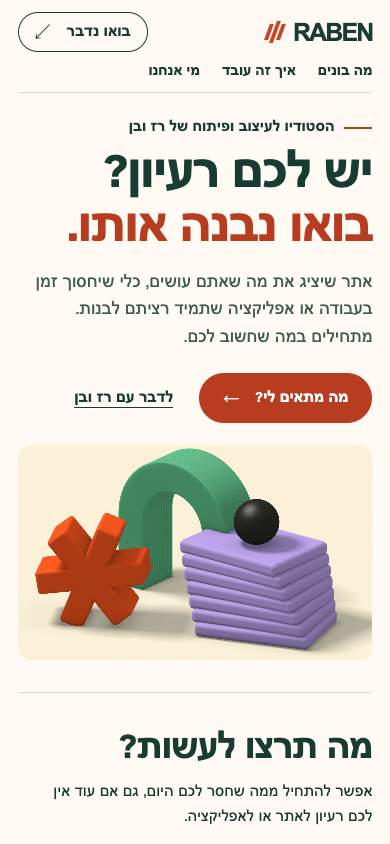 RABEN
בואו נדבר
מה בונים
איך זה עובד
מי אנחנו
הסטודיו לעיצוב ופיתוח של רז ובן
יש לכם רעיון?
בואו נבנה אותו.
אתר שיציג את מה שאתם עושים, כלי שיחסוך זמן
בעבודה או אפליקציה שתמיד רציתם לבנות.
מתחילים במה שחשוב לכם.
מה מתאים לי? ←
לדבר עם רז ובן
מה תרצו לעשות?
אפשר להתחיל ממה שחסר לכם היום, גם אם עוד אין
לכם רעיון לאתר או לאפליקציה.